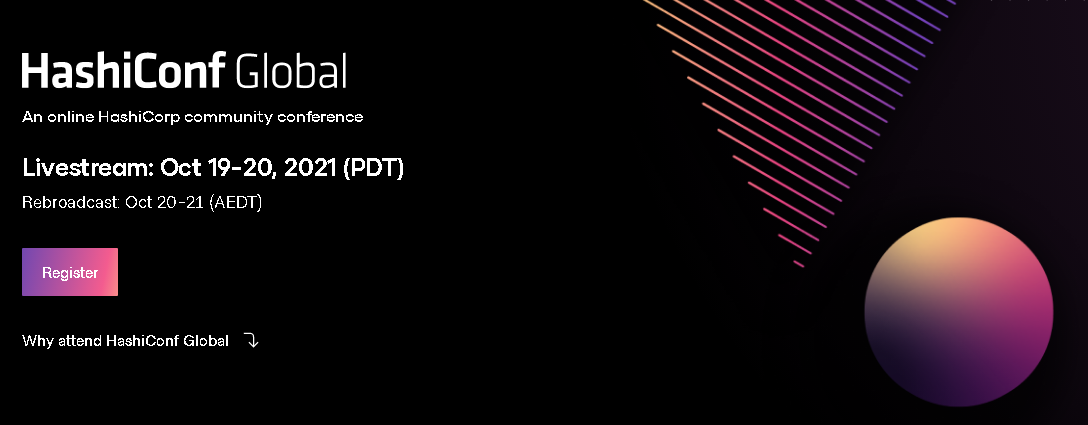 HashiConf Global
An online HashiCorp community conference
Livestream: Oct 19-20, 2021 (PDT)
Rebroadcast: Oct 20-21 (AEDT)
Register
Why attend HashiConf Global